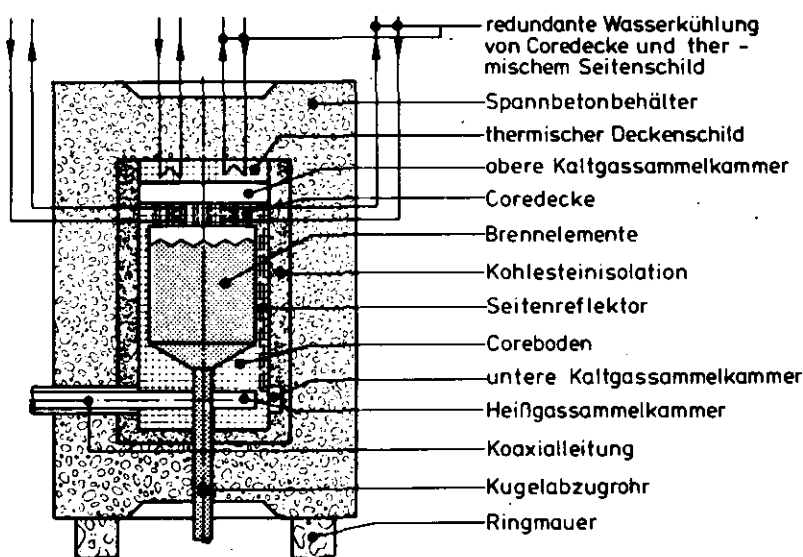 redundante Wasserkühlung
von Coredecke und ther -
mischem Seitenschild
Spannbetonbehälter
thermischer Deckenschild
obere Kaltgassammelkammer
Coredecke
Brennelemente
Kohlesteinisolation
Seitenreflektor
Coreboden
untere Kaltgassammelkammer
Heißgassammelkammer
Koaxialleitung
Kugelabzugrohr
Ringmauer